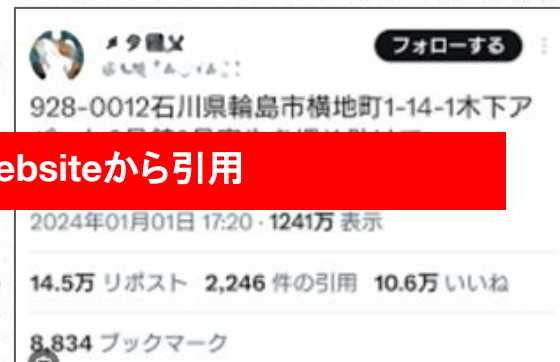 フォローする
928-0012石川県輪島市横地町1-14-1木下ア
ebsiteから引用
2024年01月01日 17:20 · 1241万 表示
14.5万 リポスト 2,246 件の引用 10.6万 いいね
8,834 ブックマーク